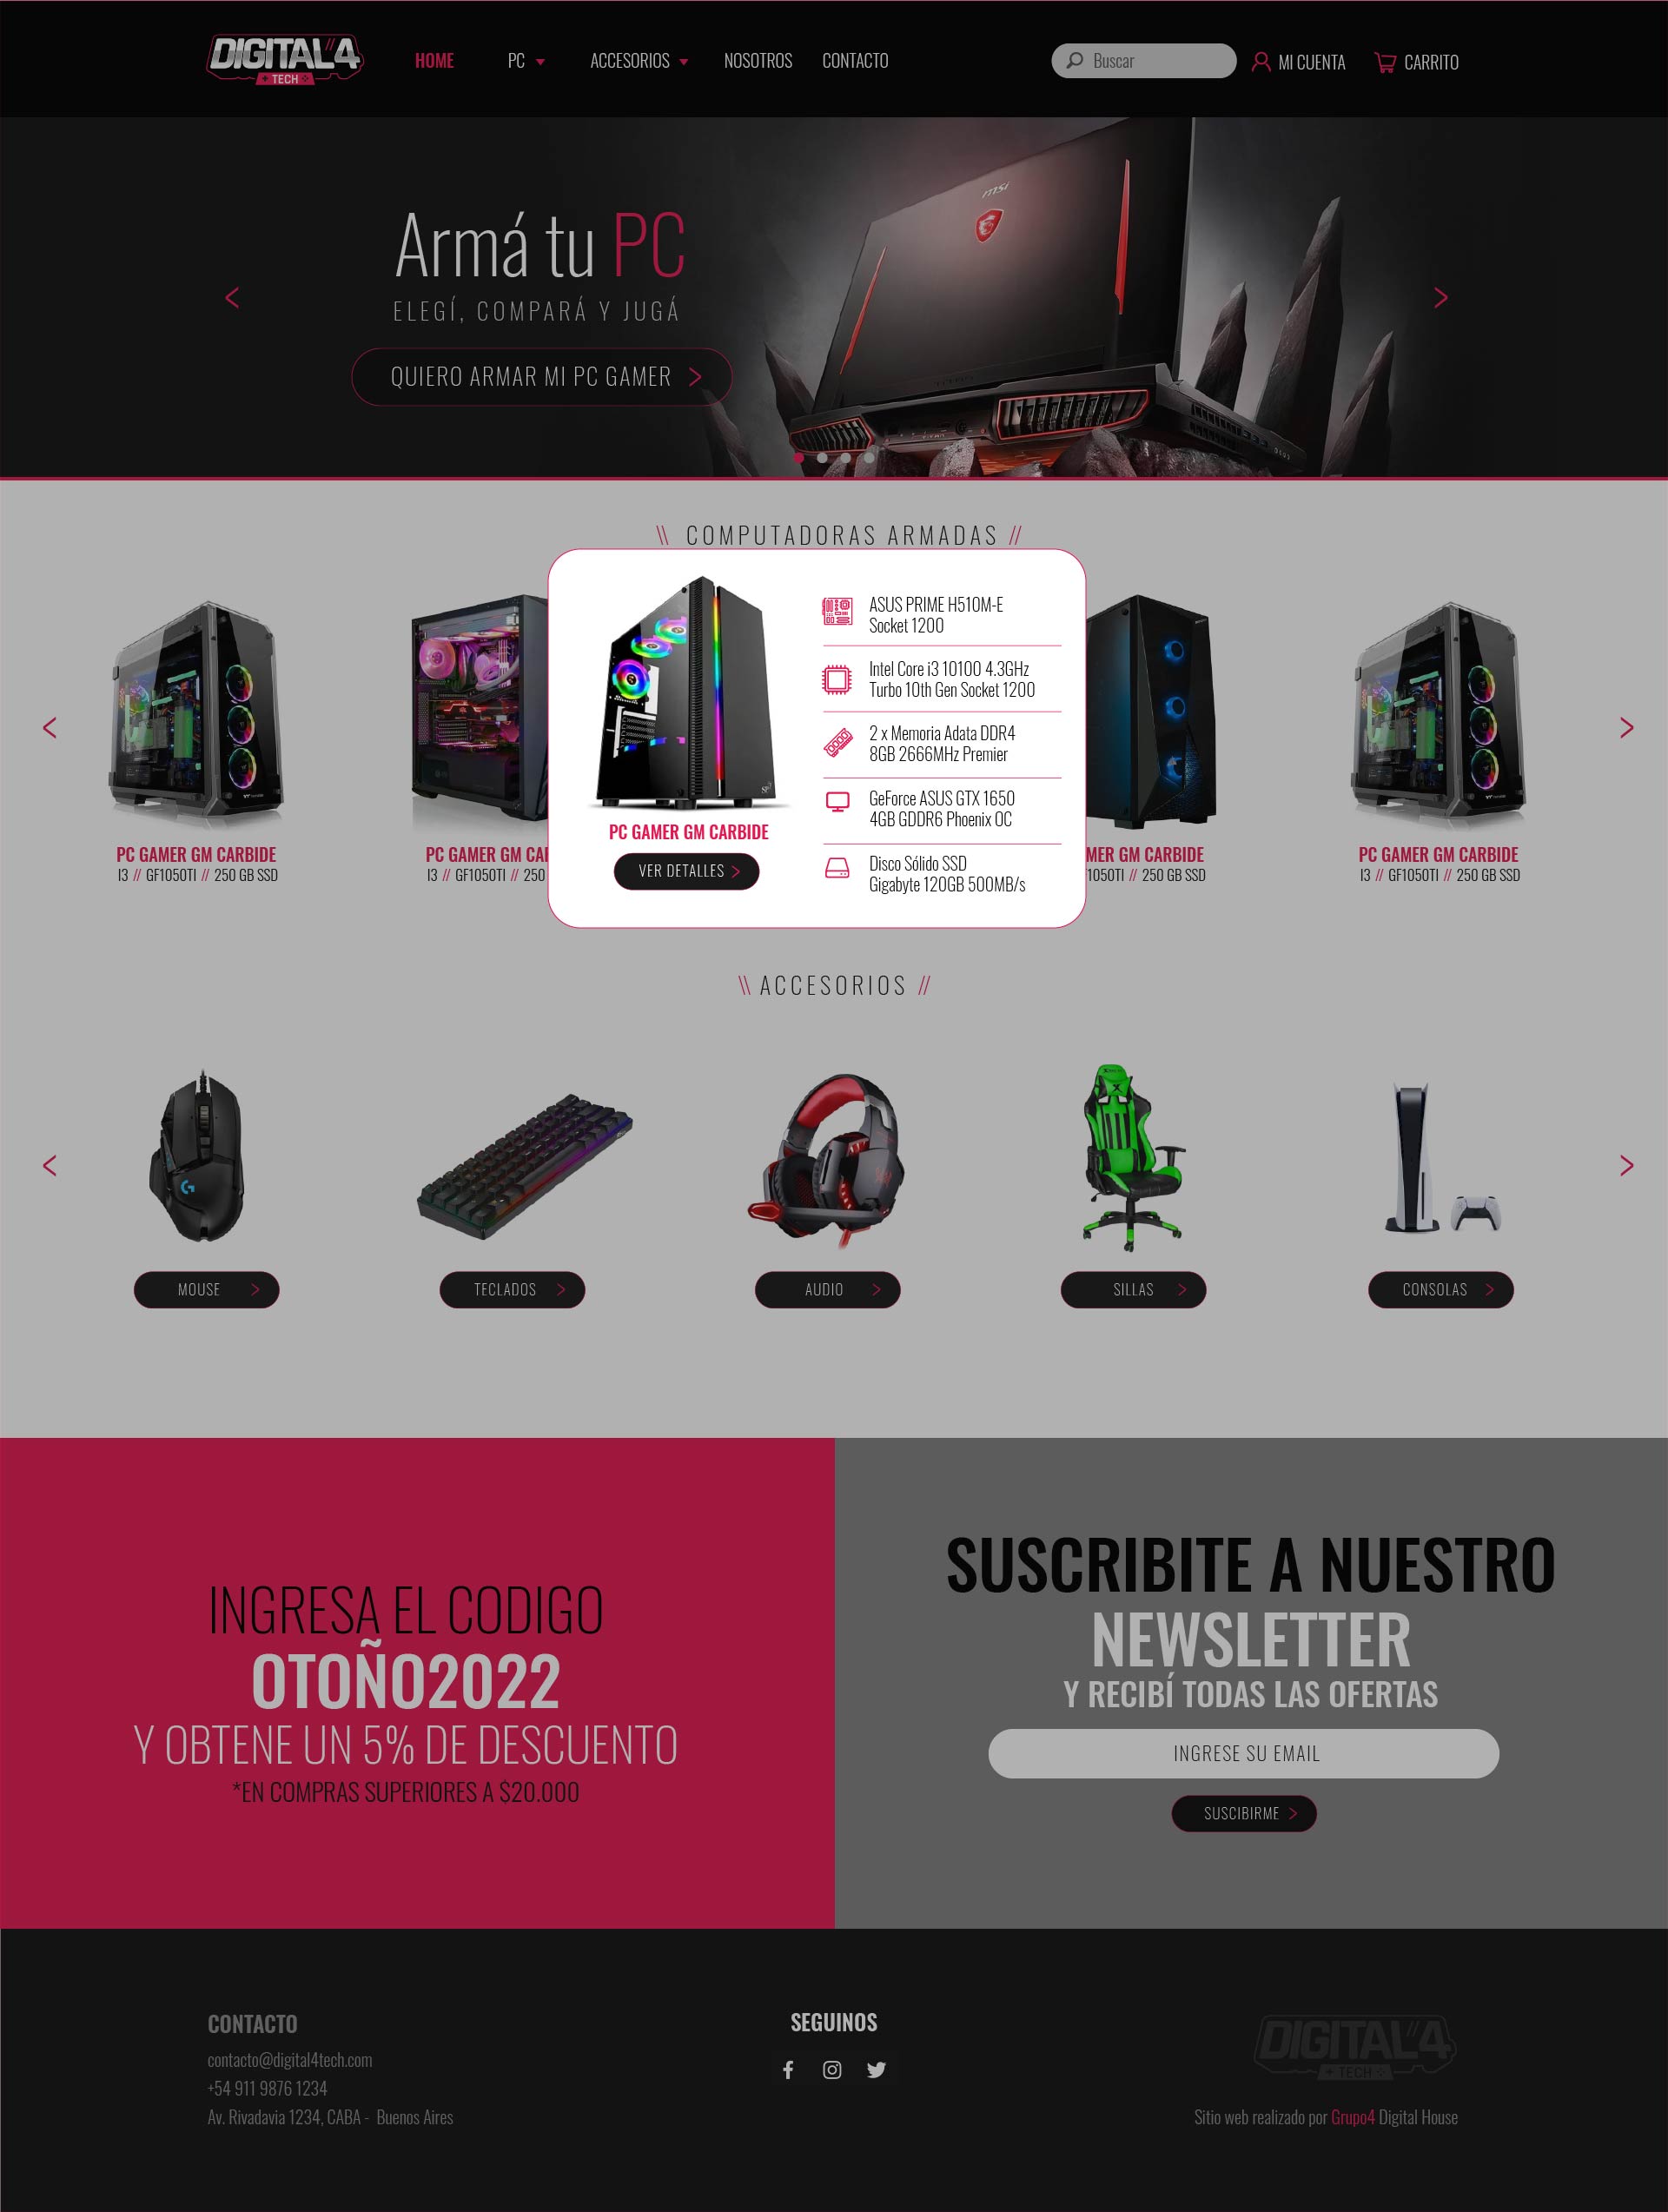 DIGITAL"4
TECH
HOME
PC
ACCESORIOS
NOSOTROS
CONTACTO
Buscar
MI CUENTA
CARRITO
msi
Armá tu PC
ELEGÍ, COMPARÁ Y JUGÁ
QUIERO ARMAR MI PC GAMER >
\\ COMPUTADORAS ARMADAS //
PC GAMER GM CARBIDE
I3 // GF1050TI // 250 GB SSD
PC GAMER GM CAR
I3 // GF1050TI // 250
PC GAMER GM CARBIDE
VER DETALLES >
ASUS PRIME H510M-E
Socket 1200
Intel Core i3 10100 4.3GHz
Turbo 10th Gen Socket 1200
2 x Memoria Adata DDR4
8GB 2666MHz Premier
GeForce ASUS GTX 1650
4GB GDDR6 Phoenix OC
Disco Sólido SSD
Gigabyte 120GB 500MB/s
MER GM CARBIDE
1050TI // 250 GB SSD
PC GAMER GM CARBIDE
I3 // GF1050TI // 250 GB SSD
\\ ACCESORIOS //
MOUSE >
TECLADOS >
AUDIO >
SILLAS >
CONSOLAS >
INGRESA EL CODIGO
OTOÑO2022
Y OBTENE UN 5% DE DESCUENTO
*EN COMPRAS SUPERIORES A $20.000
SUSCRIBITE A NUESTRO
NEWSLETTER
Y RECIBÍ TODAS LAS OFERTAS
INGRESE SU EMAIL
SUSCIBIRME >
CONTACTO
contacto@digital4tech.com
+54 911 9876 1234
Av. Rivadavia 1234, CABA - Buenos Aires
SEGUINOS
DIGITAL"4
TECH
Sitio web realizado por Grupo4 Digital House